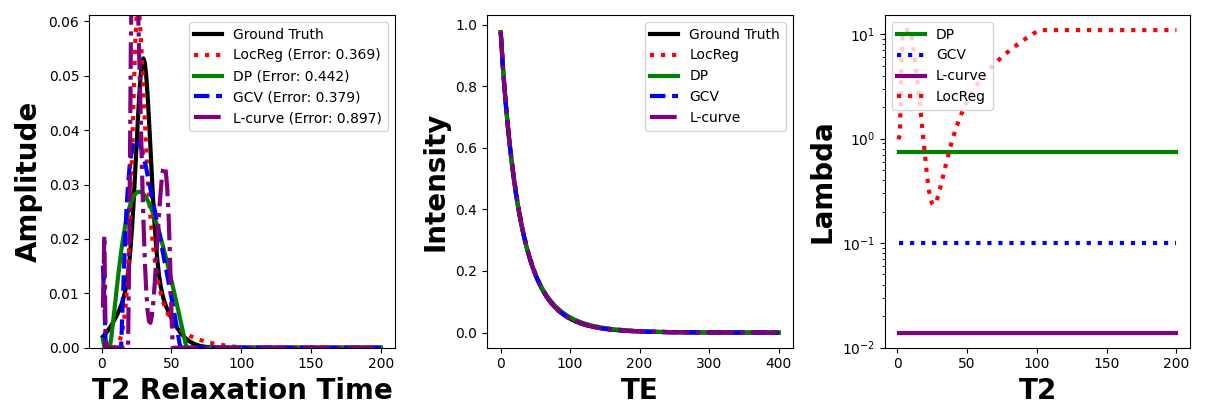 0.06
0.05
0.04
0.03
0.02
0.01
0.00
Amplitude
0
50
100
150
200
T2 Relaxation Time
Ground Truth
LocReg (Error: 0.369)
DP (Error: 0.442)
GCV (Error: 0.379)
L-curve (Error: 0.897)
1.0
0.8
0.6
0.4
0.2
0.0
Intensity
0
100
200
300
400
TE
Ground Truth
LocReg
DP
GCV
L-curve
10¹
10⁰
10⁻¹
10⁻²
Lambda
0
50
100
150
200
T2
DP
GCV
L-curve
LocReg